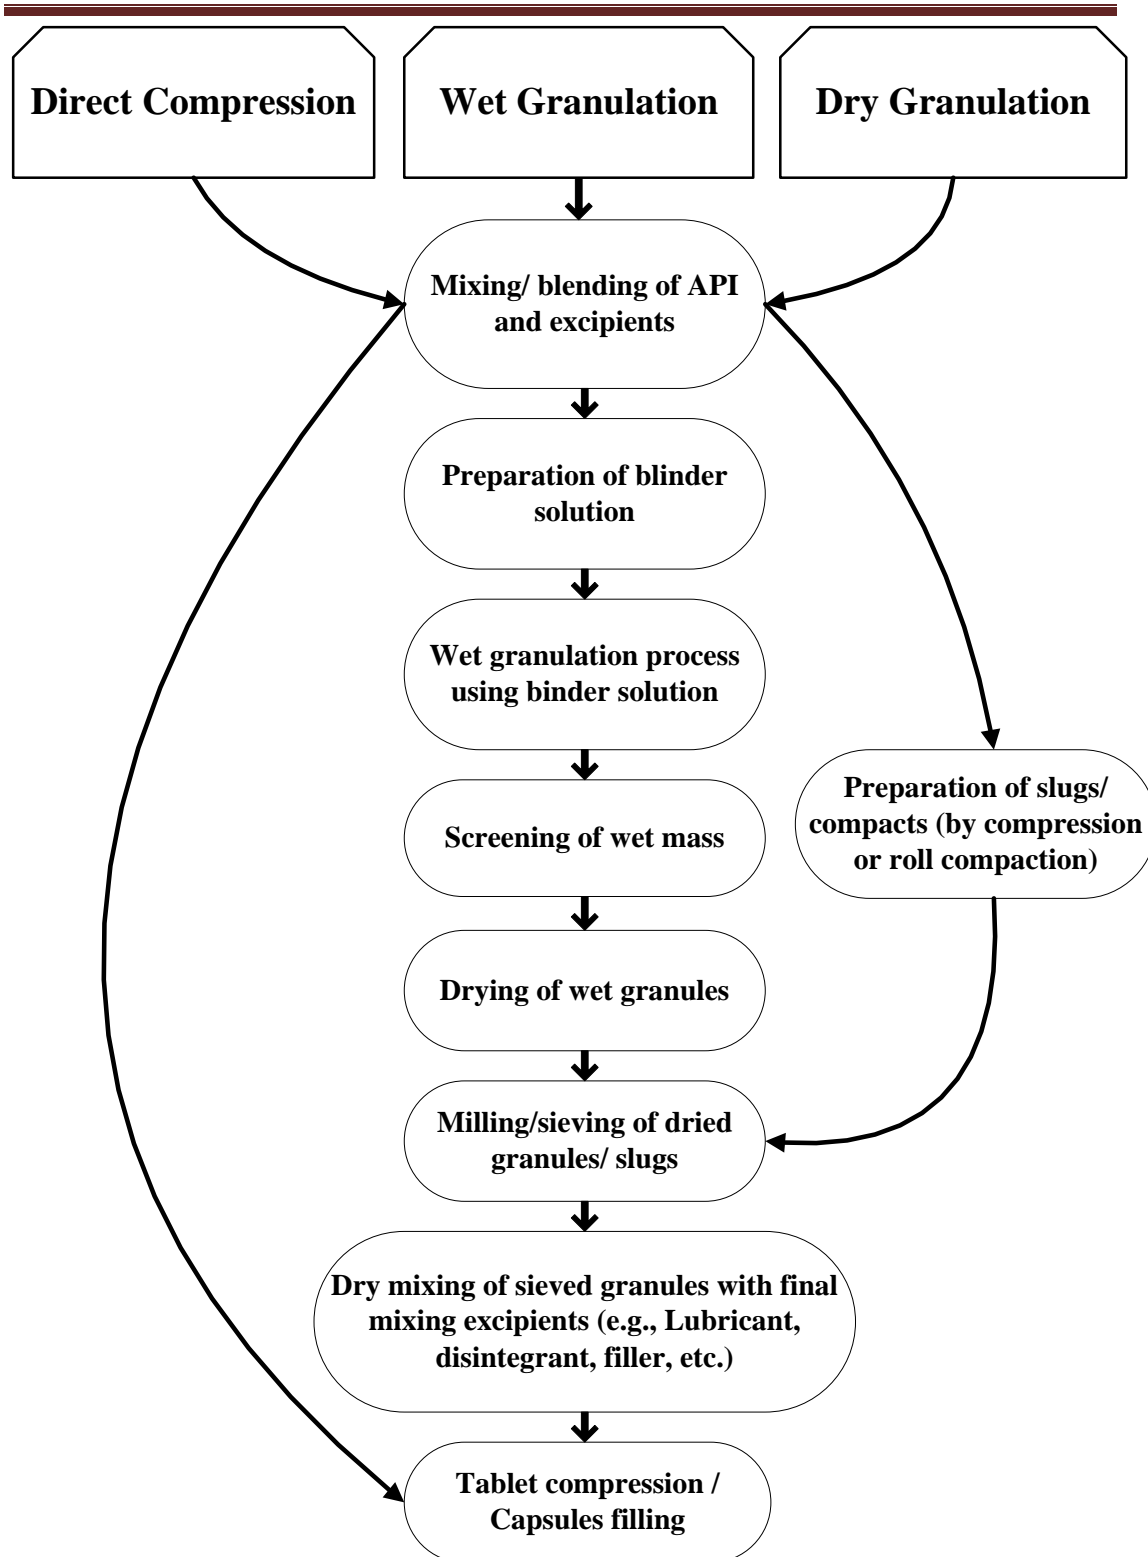 Direct Compression
Wet Granulation
Dry Granulation
Mixing/ blending of API
and excipients
Preparation of blinder
solution
Wet granulation process
using binder solution
Screening of wet mass
Preparation of slugs/
compacts (by compression
or roll compaction)
Drying of wet granules
Milling/sieving of dried
granules/ slugs
Dry mixing of sieved granules with final
mixing excipients (e.g., Lubricant,
disintegrant, filler, etc.)
Tablet compression /
Capsules filling